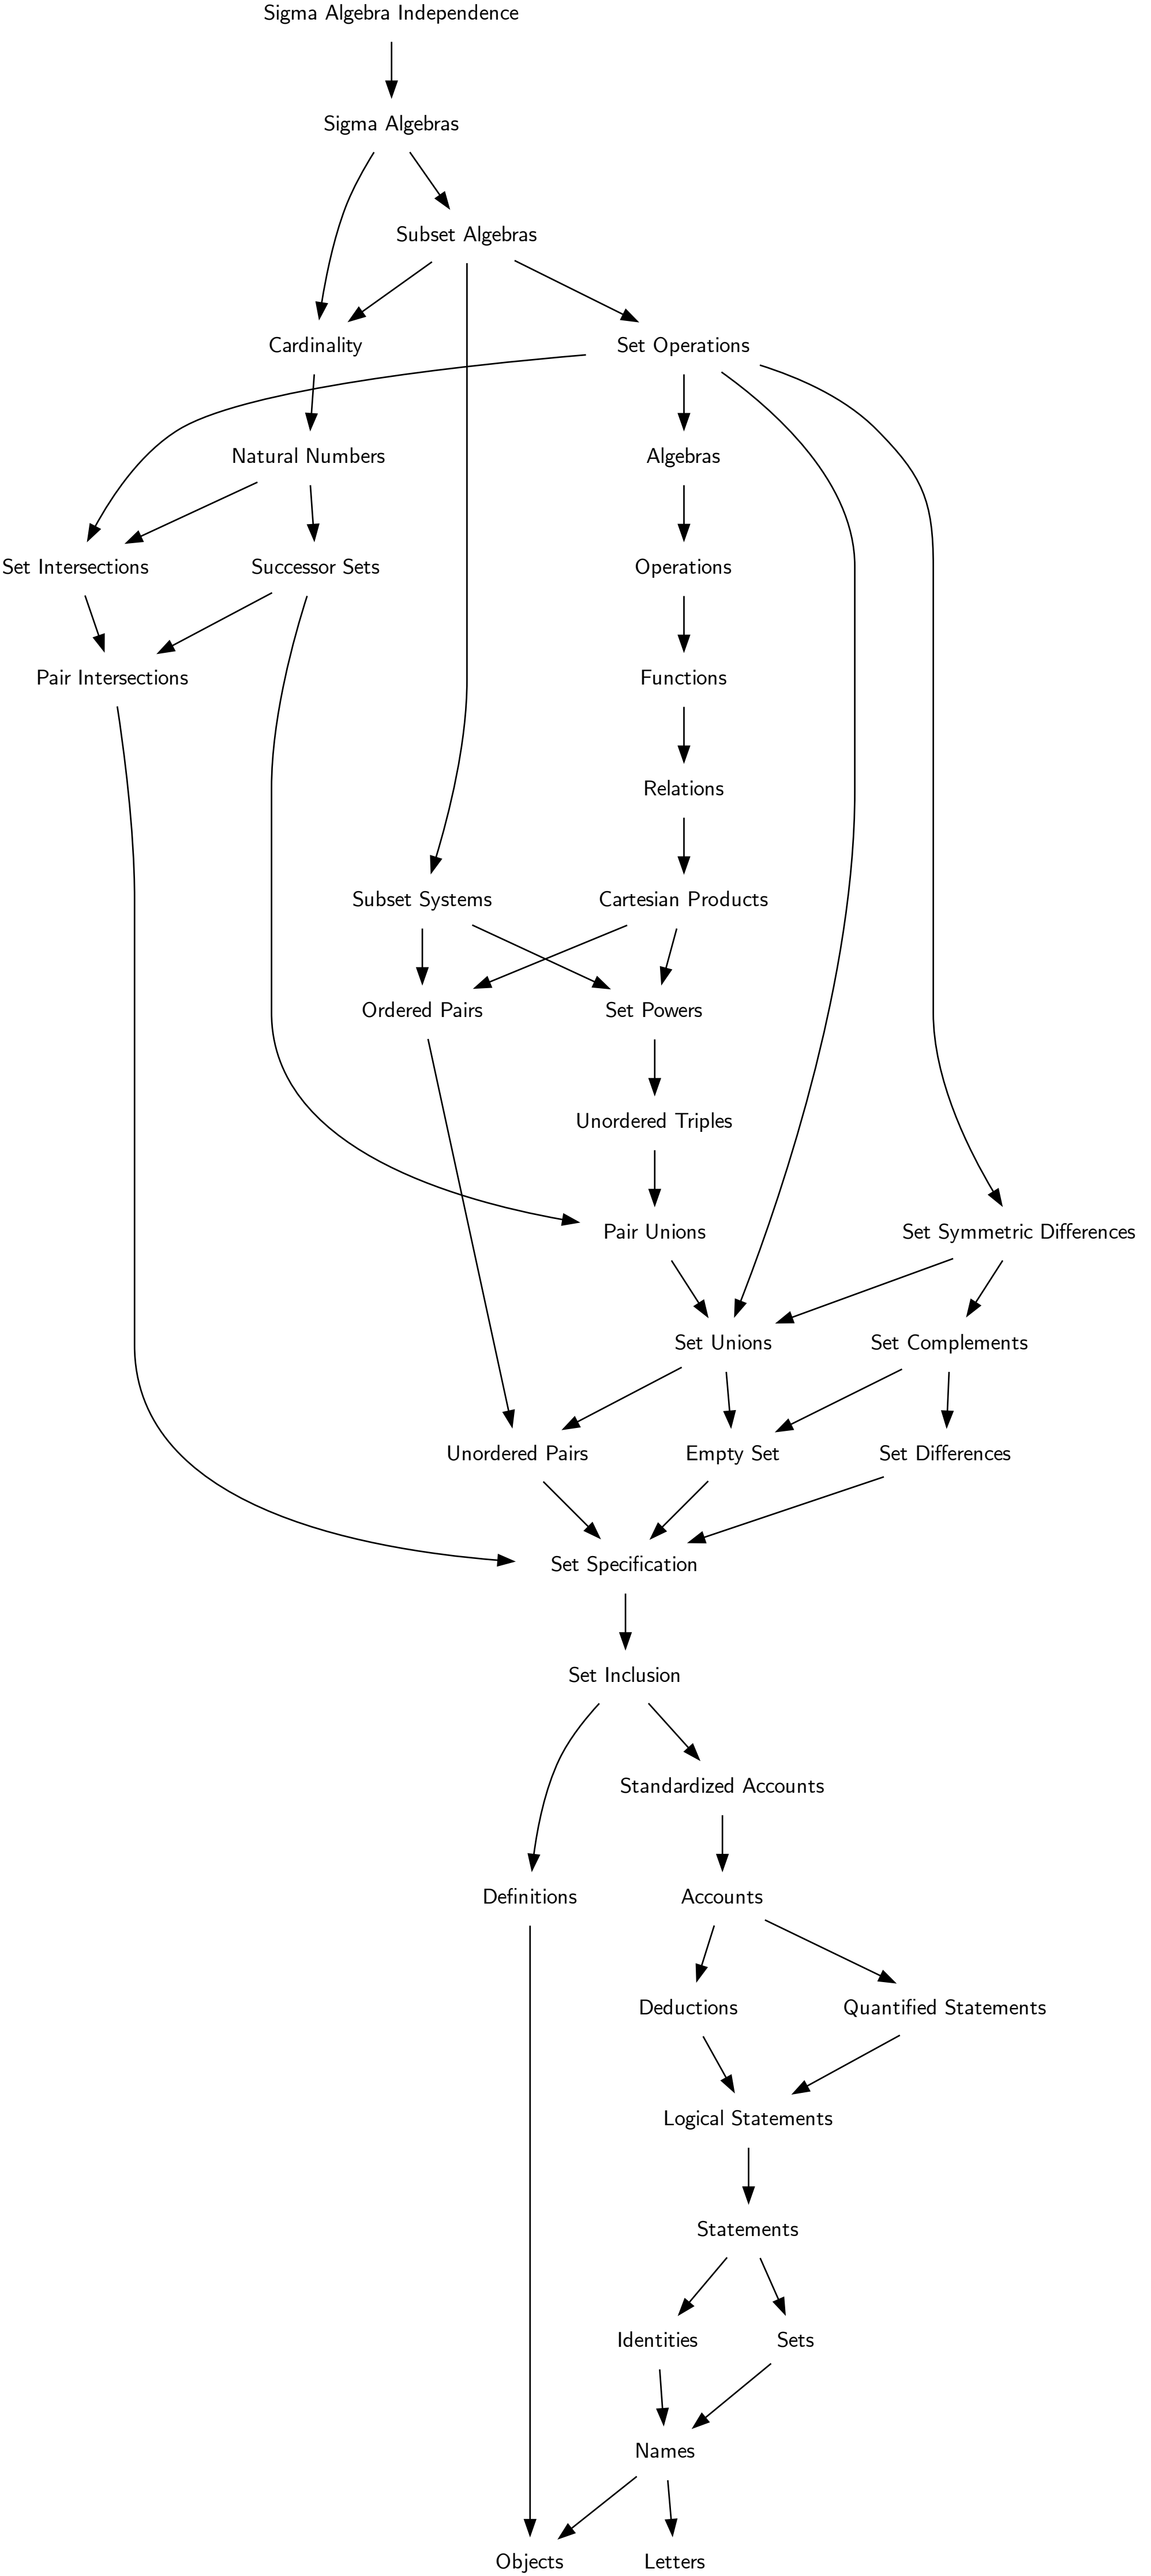 Sigma Algebra Independence
Sigma Algebras
Subset Algebras
Cardinality
Set Operations
Natural Numbers
Algebras
Set Intersections
Successor Sets
Operations
Pair Intersections
Functions
Relations
Subset Systems
Cartesian Products
Ordered Pairs
Set Powers
Unordered Triples
Pair Unions
Set Symmetric Differences
Set Unions
Set Complements
Unordered Pairs
Empty Set
Set Differences
Set Specification
Set Inclusion
Standardized Accounts
Definitions
Accounts
Deductions
Quantified Statements
Logical Statements
Statements
Identities
Sets
Names
Objects
Letters